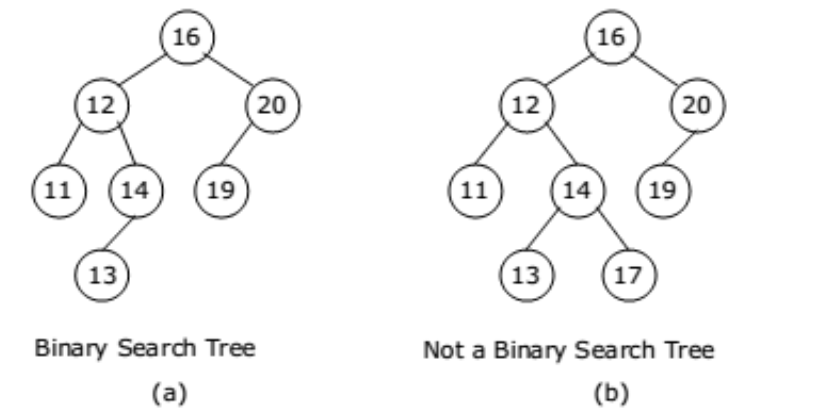 16 16
12 20 12 20
11 14 19 11 14 19
13 13 17
Binary Search Tree Not a Binary Search Tree
(a) (b)